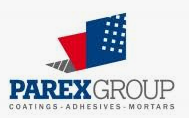 PAREXGROUP
COATINGS - ADHESIVES - MORTARS